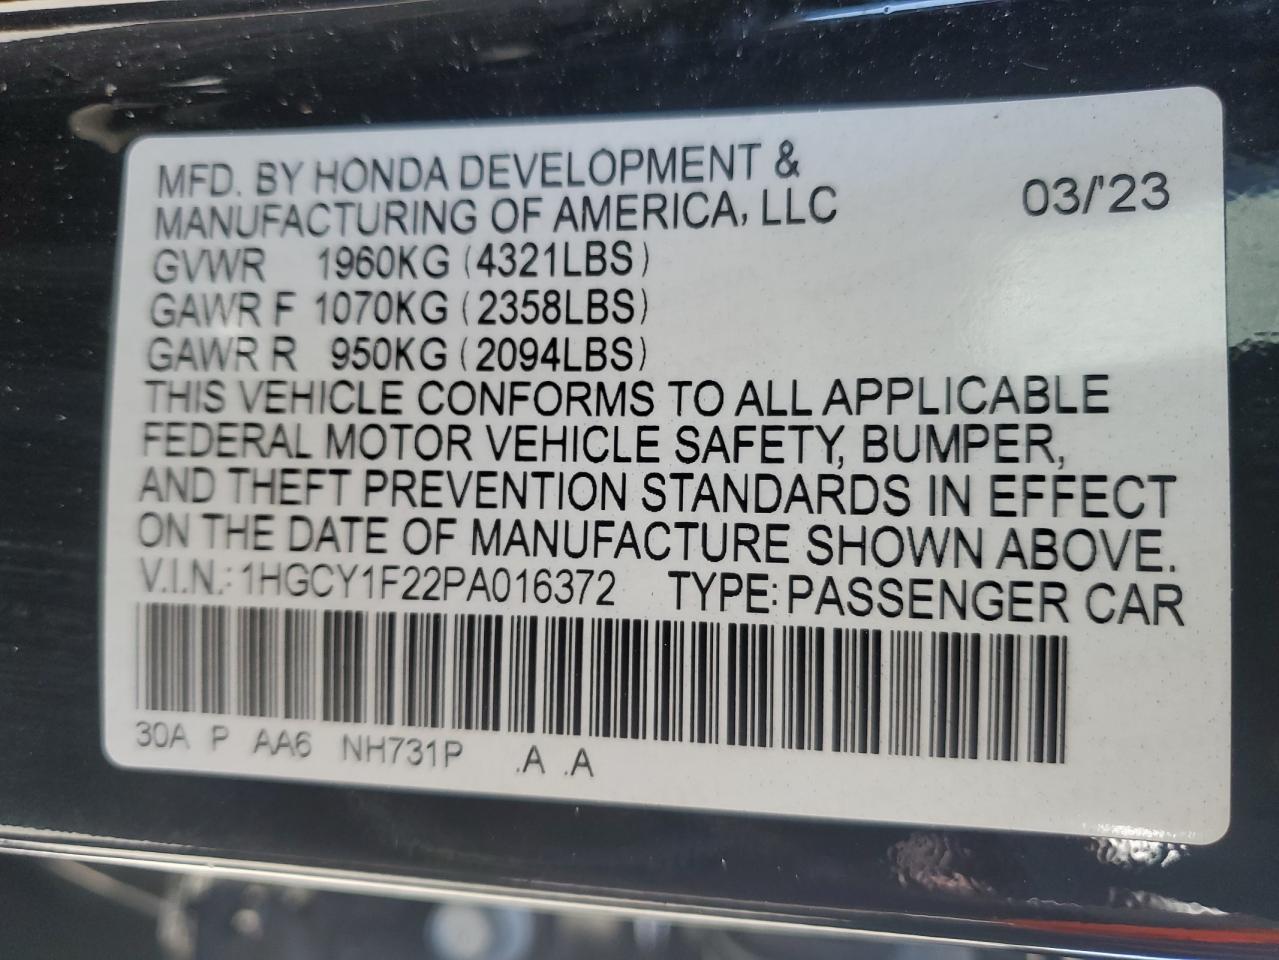 MFD. BY HONDA DEVELOPMENT &
MANUFACTURING OF AMERICA, LLC 03/'23
GVWR 1960KG (4321LBS)
GAWR F 1070KG (2358LBS)
GAWR R 950KG (2094LBS)
THIS VEHICLE CONFORMS TO ALL APPLICABLE
FEDERAL MOTOR VEHICLE SAFETY, BUMPER,
AND THEFT PREVENTION STANDARDS IN EFFECT
ON THE DATE OF MANUFACTURE SHOWN ABOVE.
V.I.N.: 1HGCY1F22PA016372 TYPE: PASSENGER CAR
30A P AA6 NH731P .A .A